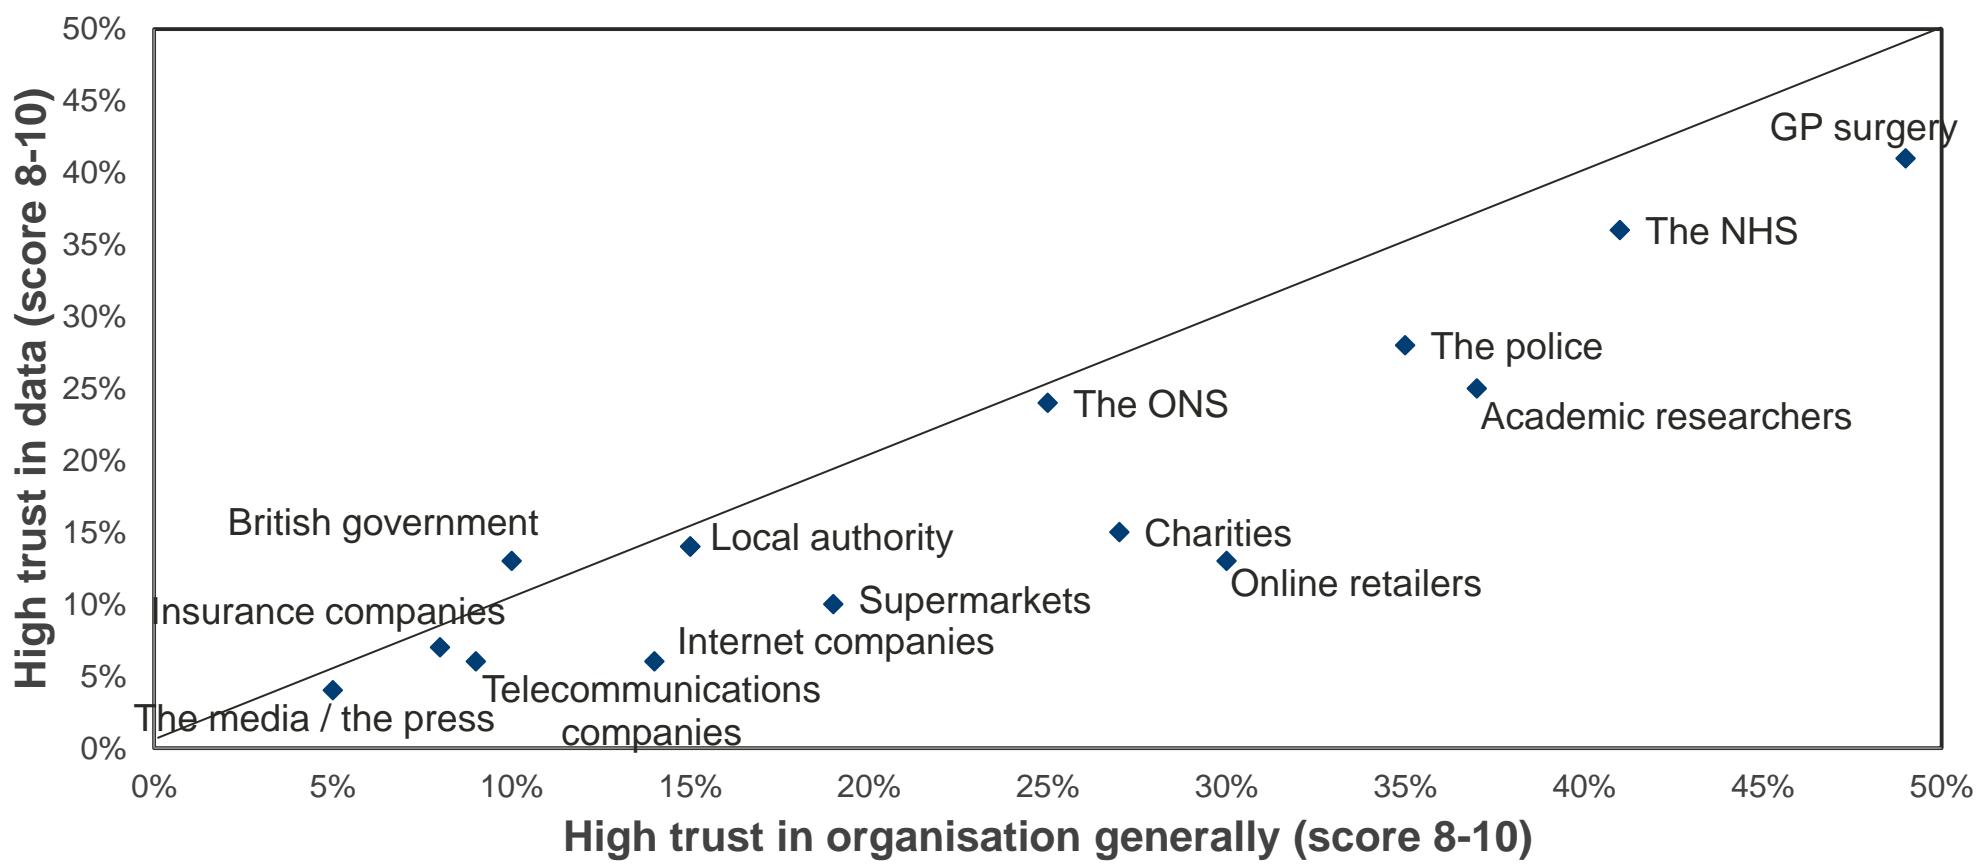 50%
45%
40%
35%
30%
25%
20%
15%
10%
5%
0%
High trust in data (score 8-10)
GP surgery
The NHS
The police
Academic researchers
The ONS
British government
Local authority
Charities
Online retailers
Insurance companies
Supermarkets
Internet companies
Telecommunications
companies
The media / the press
0% 5% 10% 15% 20% 25% 30% 35% 40% 45% 50%
High trust in organisation generally (score 8-10)